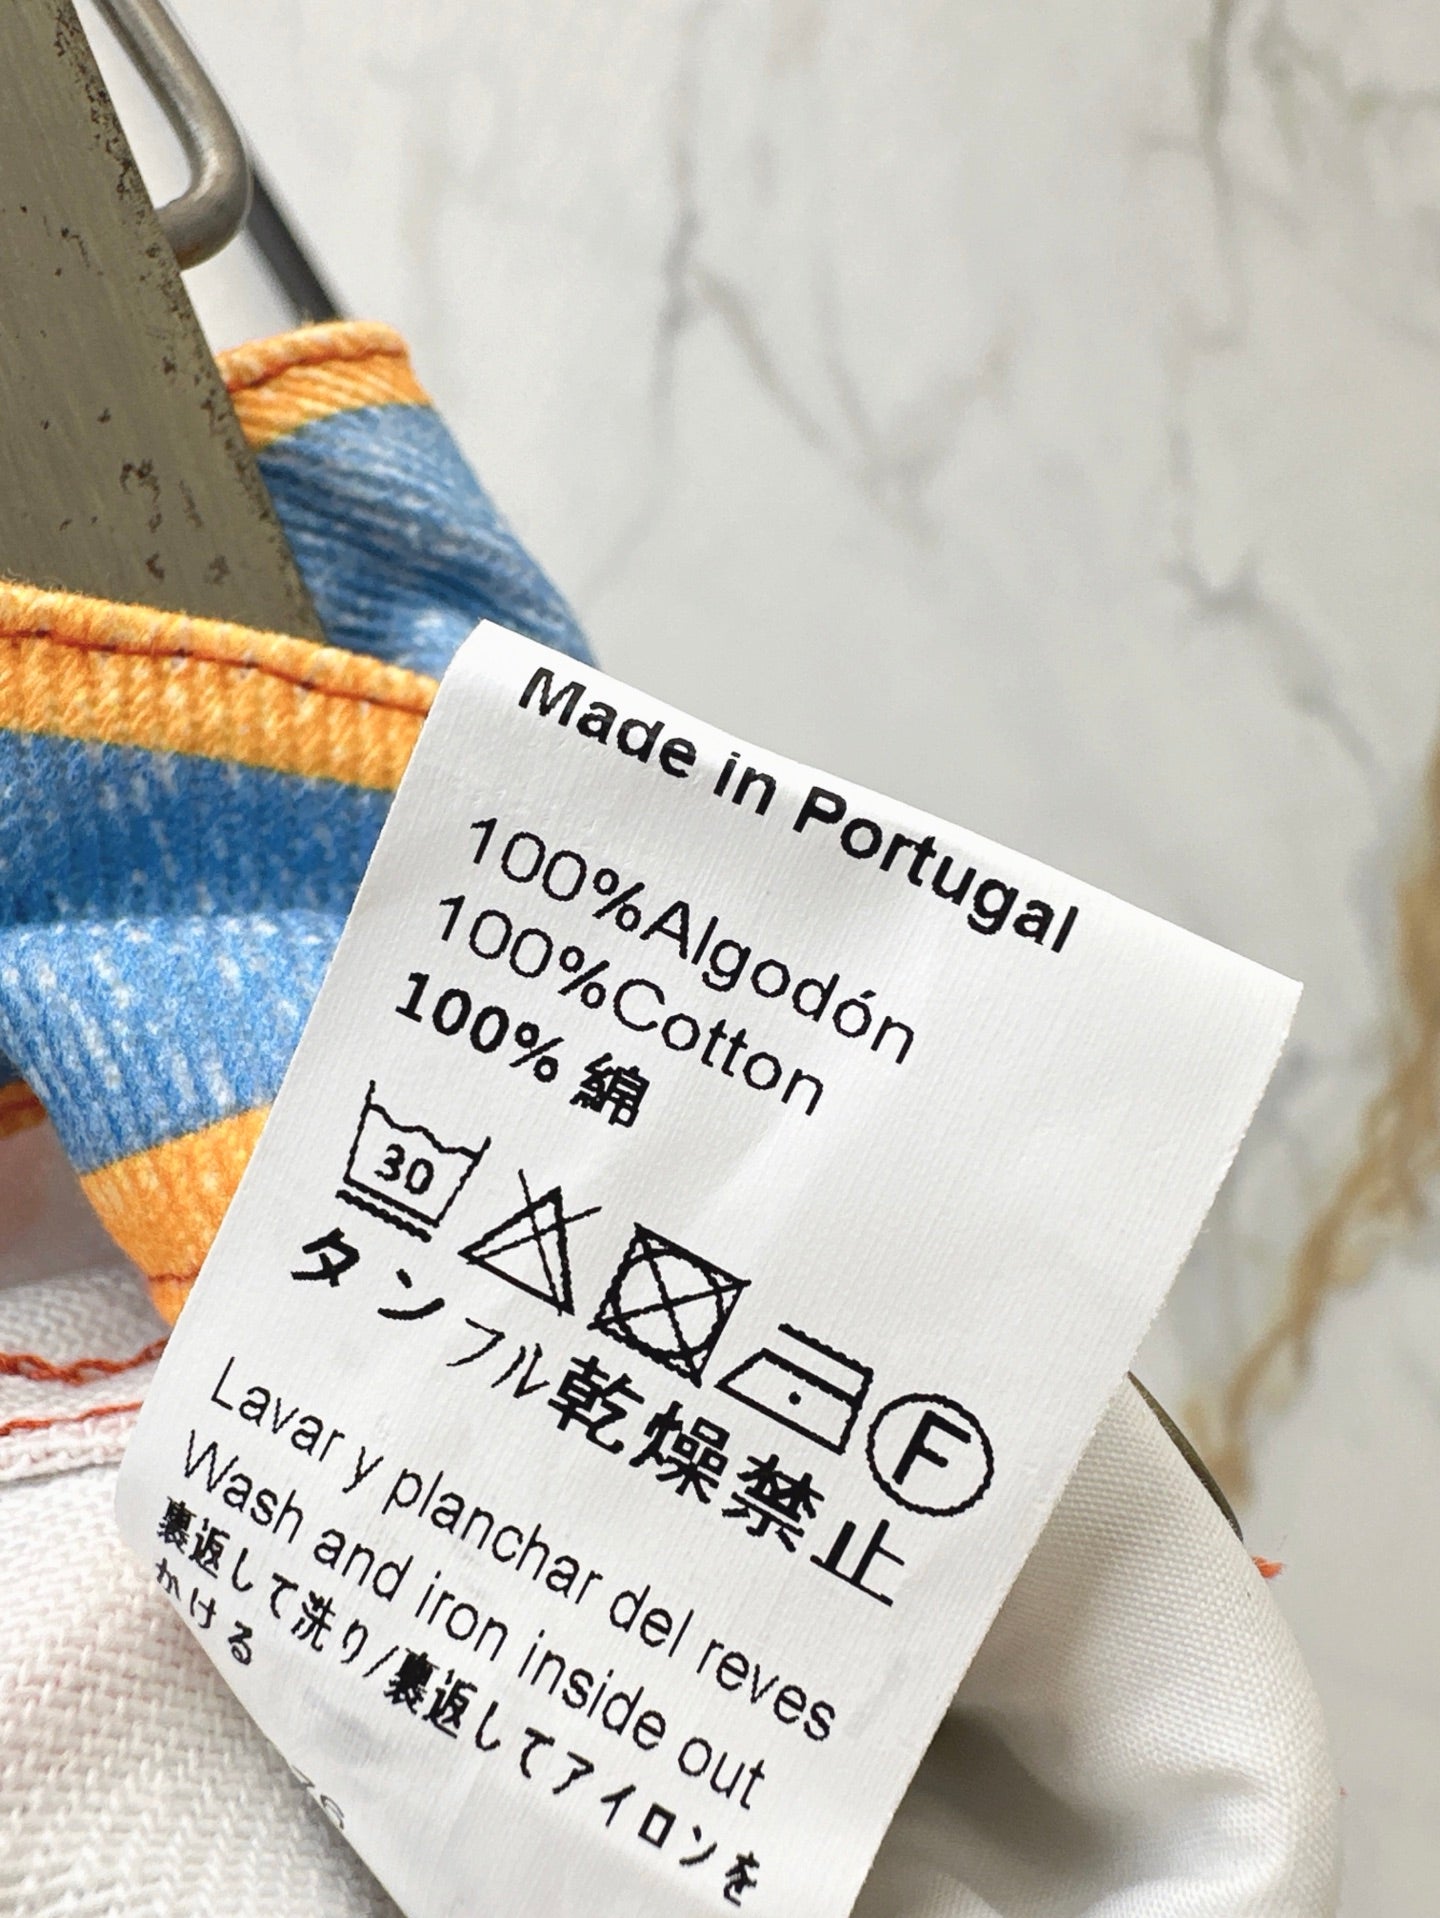 Made in Portugal
100%Algodón
100%Cotton
100% 綿
30
F
タンフル乾燥禁止
Lavar y planchar del reves
Wash and iron inside out
裏返して洗り/裏返してアイロンを
かける